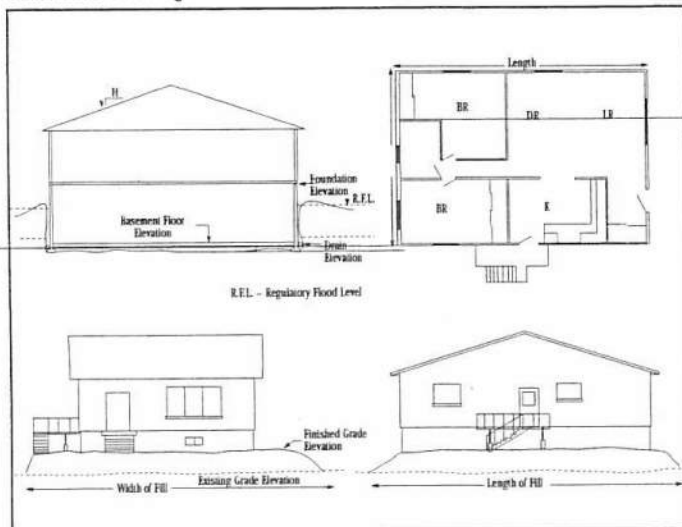 H
Foundation
Elevation
R.F.L.
Basement Floor
Elevation
Drain
Elevation
Length
BR
DR
LR
BR
K
R.F.L. - Regulatory Flood Level
Finished Grade
Elevation
Existing Grade Elevation
Width of Fill
Length of Fill